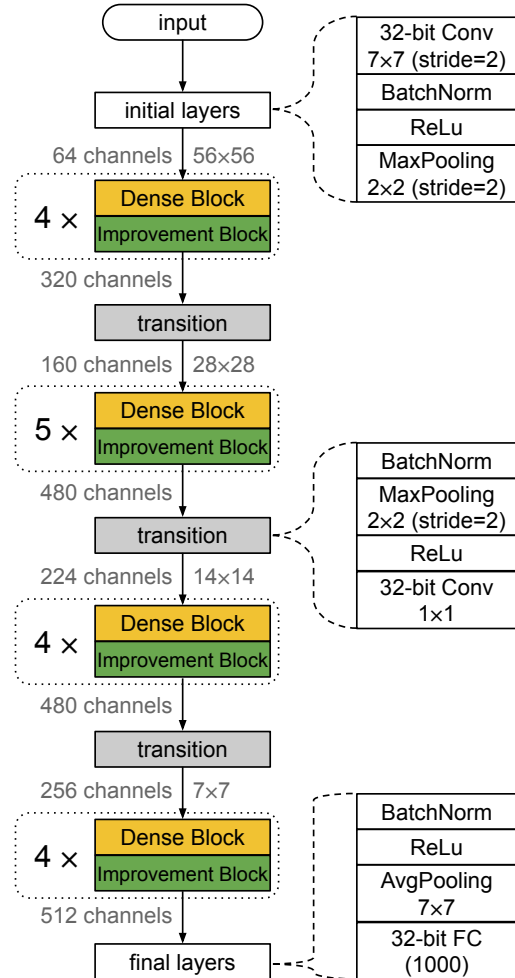 input
initial layers
32-bit Conv
7×7 (stride=2)
BatchNorm
ReLu
MaxPooling
2×2 (stride=2)
64 channels 56×56
4 ×
Dense Block
Improvement Block
320 channels
transition
160 channels 28×28
5 ×
Dense Block
Improvement Block
480 channels
transition
BatchNorm
MaxPooling
2×2 (stride=2)
ReLu
32-bit Conv
1×1
224 channels 14×14
4 ×
Dense Block
Improvement Block
480 channels
transition
256 channels 7×7
4 ×
Dense Block
Improvement Block
512 channels
final layers
BatchNorm
ReLu
AvgPooling
7×7
32-bit FC
(1000)